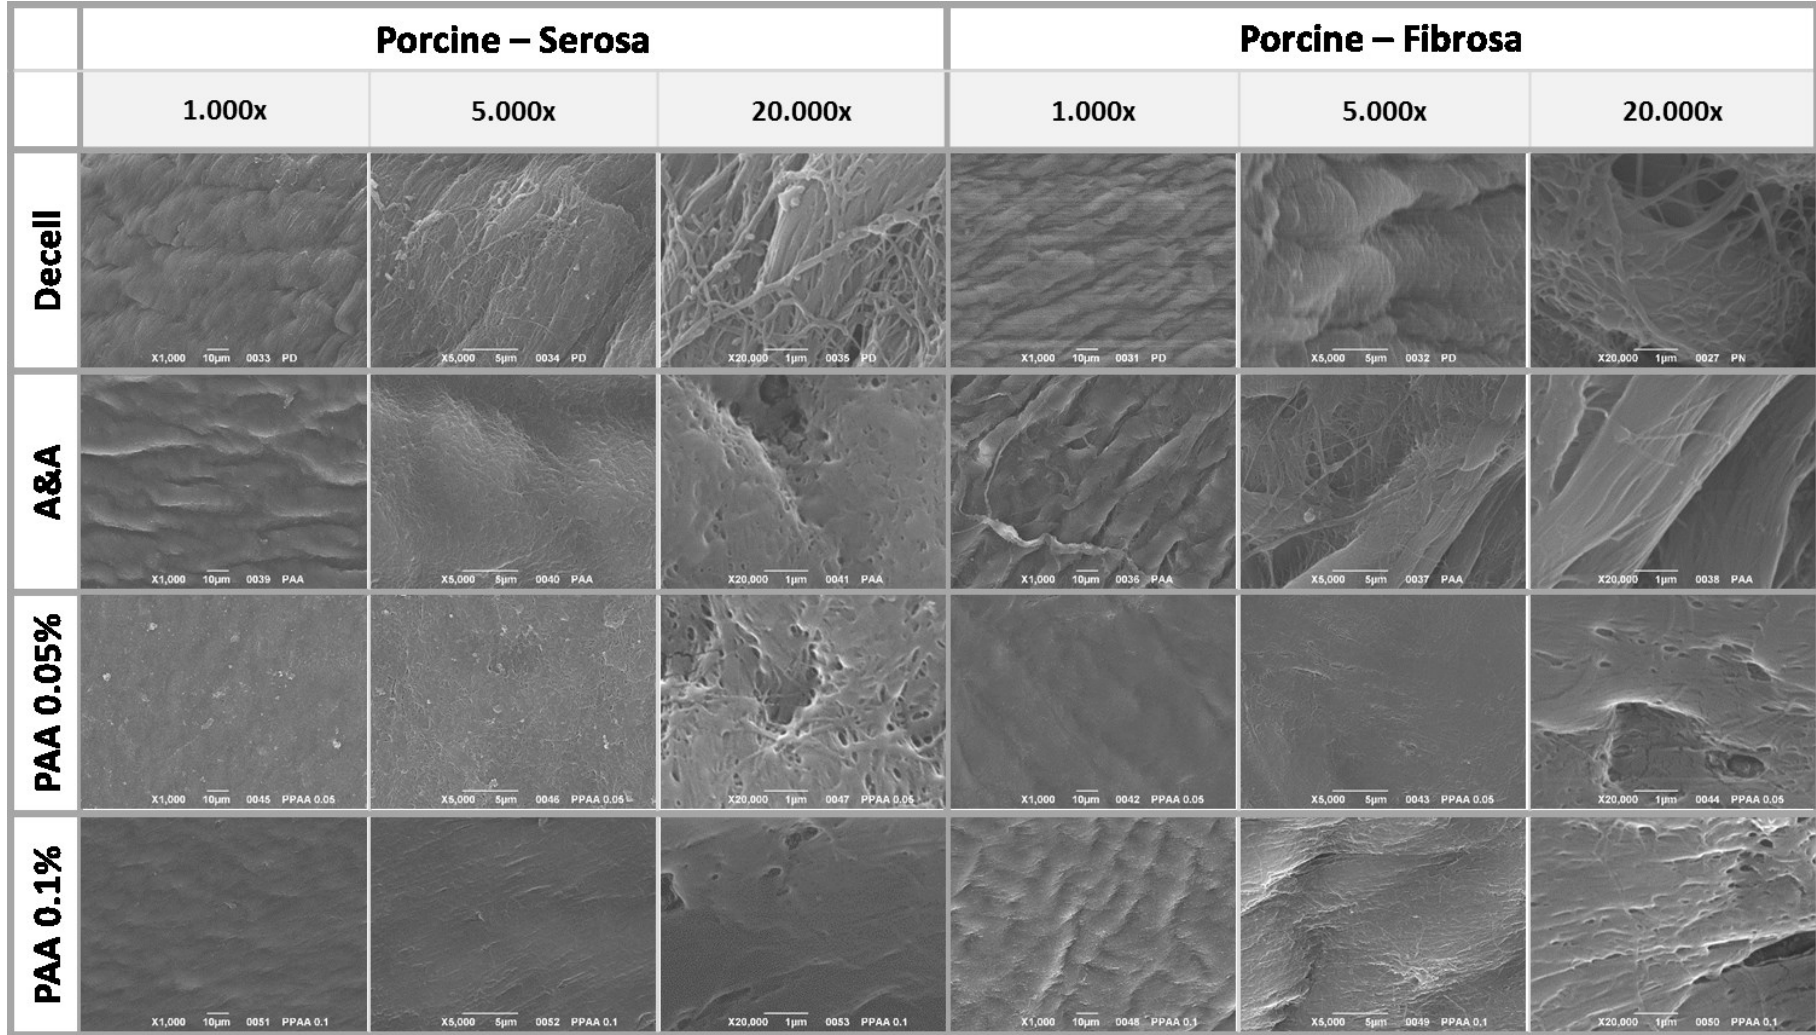 Porcine – Serosa Porcine – Fibrosa
1.000x 5.000x 20.000x 1.000x 5.000x 20.000x
Decell
X1,000 10µm 0033 PD
X5,000 5µm 0034 PD
X20,000 1µm 0035 PD
X1,000 10µm 0031 PD
X5,000 5µm 0032 PD
X20,000 1µm 0027 PN
A&A
X1,000 10µm 0039 PAA
X5,000 5µm 0040 PAA
X20,000 1µm 0041 PAA
X1,000 10µm 0036 PAA
X5,000 5µm 0037 PAA
X20,000 1µm 0038 PAA
PAA 0.05%
X1,000 10µm 0045 PPAA 0.05
X5,000 5µm 0046 PPAA 0.05
X20,000 1µm 0047 PPAA 0.05
X1,000 10µm 0042 PPAA 0.05
X5,000 5µm 0043 PPAA 0.05
X20,000 1µm 0044 PPAA 0.05
PAA 0.1%
X1,000 10µm 0051 PPAA 0.1
X5,000 5µm 0052 PPAA 0.1
X20,000 1µm 0053 PPAA 0.1
X1,000 10µm 0048 PPAA 0.1
X5,000 5µm 0049 PPAA 0.1
X20,000 1µm 0050 PPAA 0.1